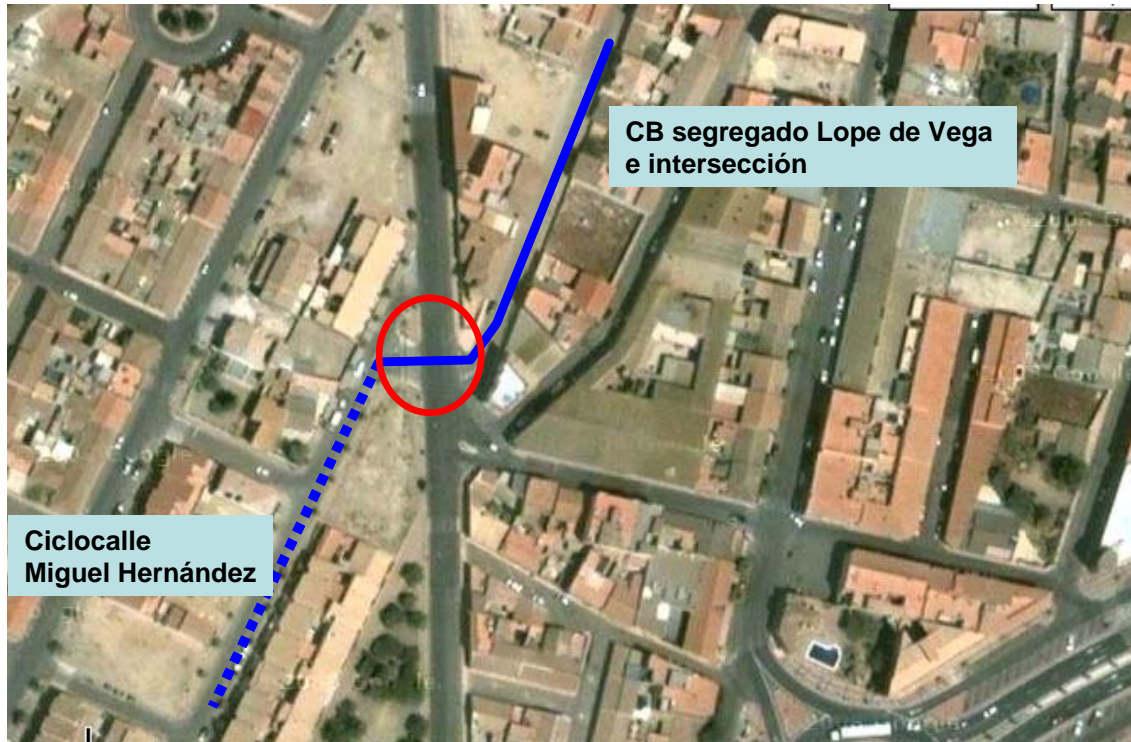 CB segregado Lope de Vega
e intersección
Ciclocalle
Miguel Hernández